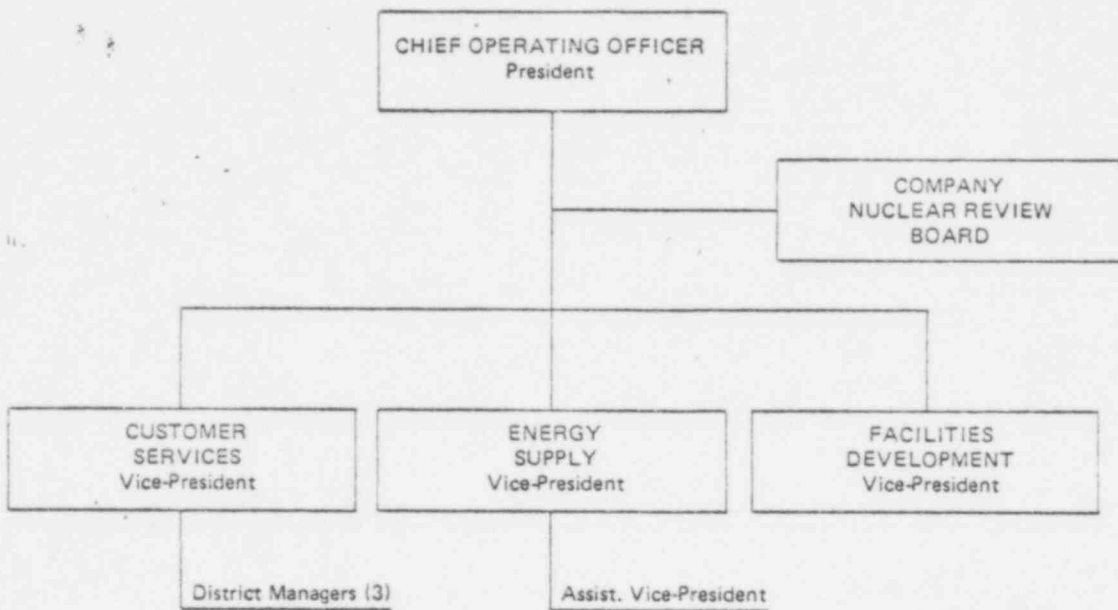 CHIEF OPERATING OFFICER
President
COMPANY
NUCLEAR REVIEW
BOARD
CUSTOMER
SERVICES
Vice-President
ENERGY
SUPPLY
Vice-President
FACILITIES
DEVELOPMENT
Vice-President
District Managers (3)
Assist. Vice-President